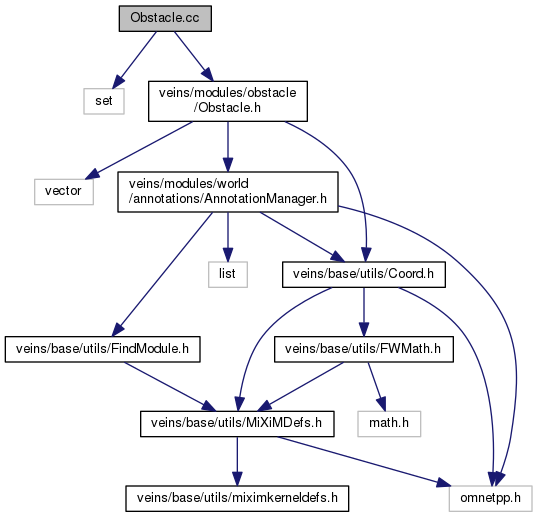 Obstacle.cc
set
veins/modules/obstacle
/Obstacle.h
vector
veins/modules/world
/annotations/AnnotationManager.h
list
veins/base/utils/Coord.h
veins/base/utils/FindModule.h
veins/base/utils/FWMath.h
veins/base/utils/MiXiMDefs.h
math.h
veins/base/utils/miximkerneldefs.h
omnetpp.h